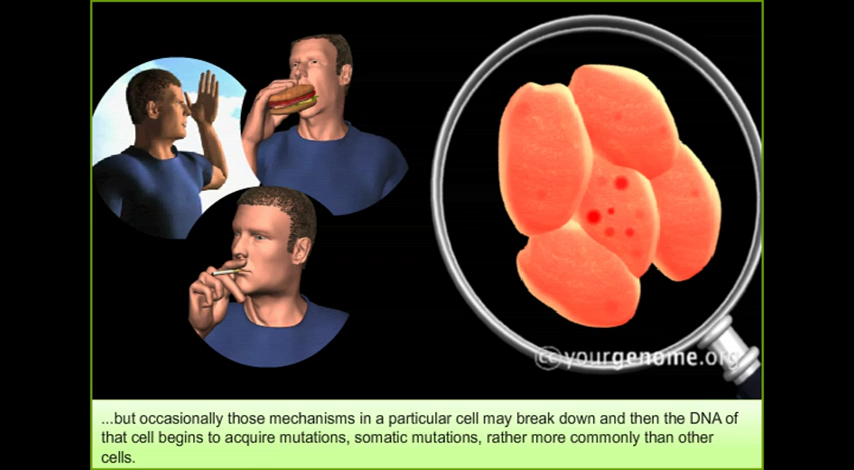 (cc) yourgenome.org
...but occasionally those mechanisms in a particular cell may break down and then the DNA of
that cell begins to acquire mutations, somatic mutations, rather more commonly than other
cells.